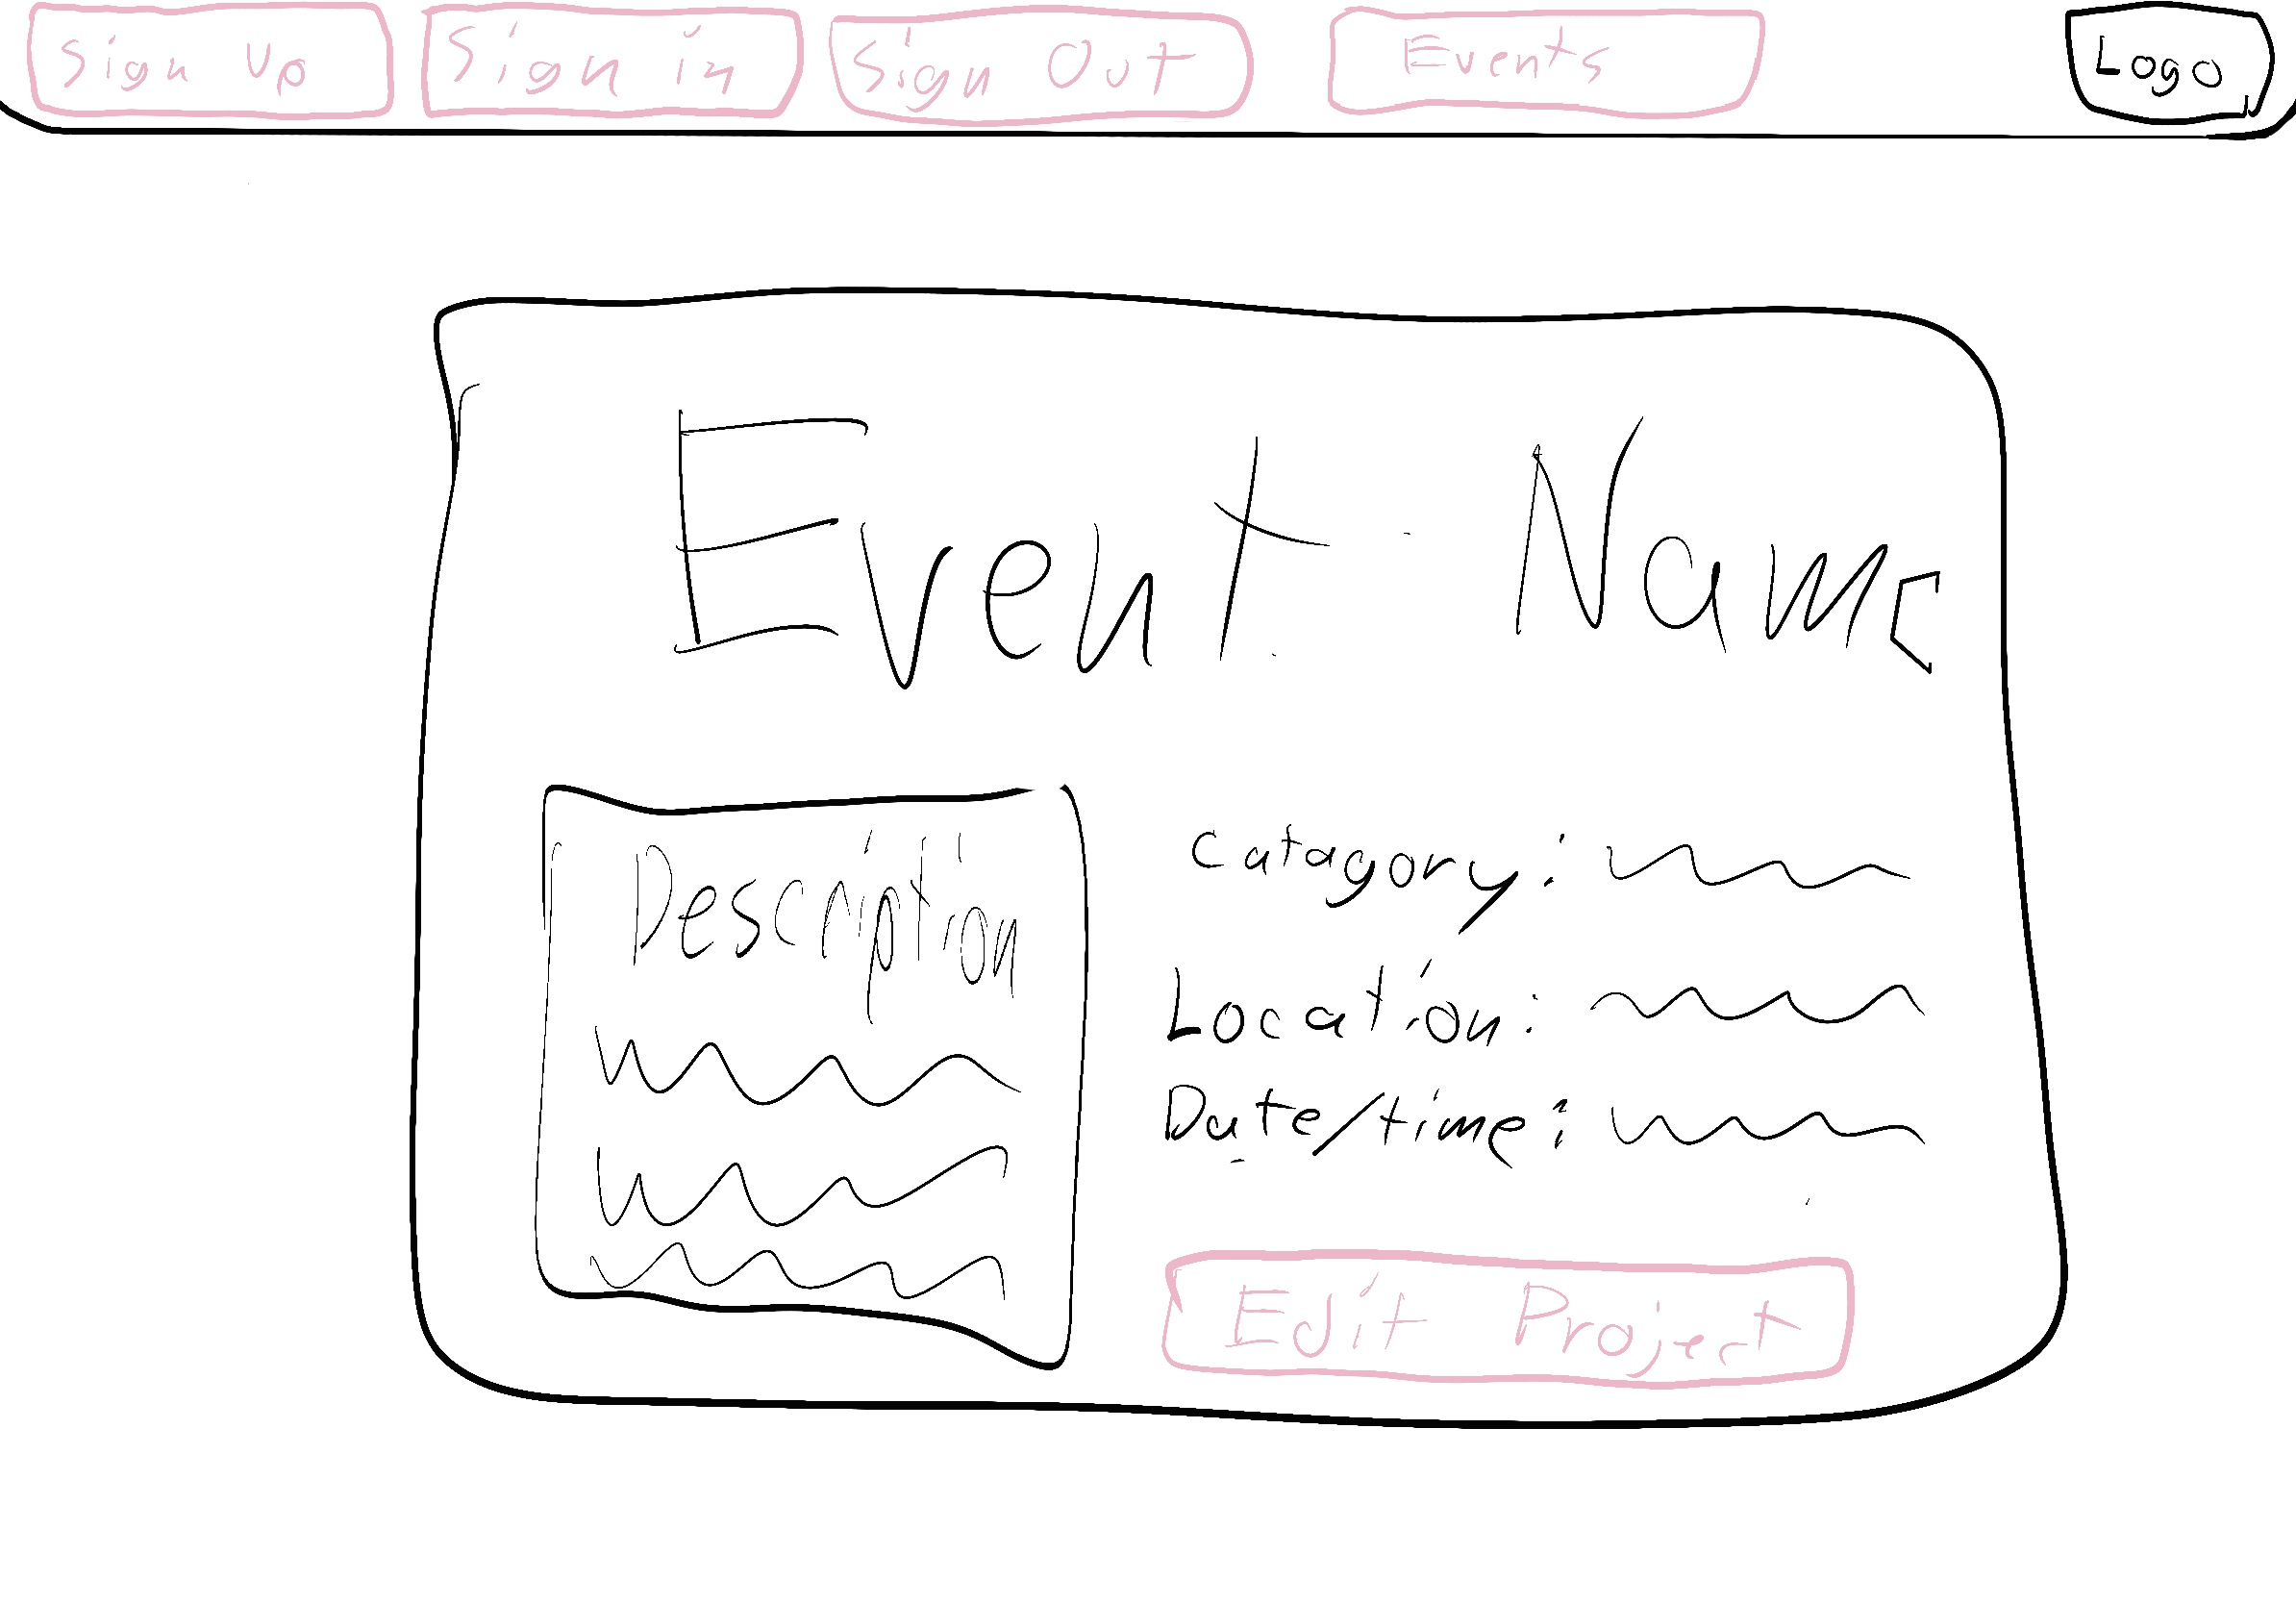 Sign Up Sign in Sign Out Events Logo
Event Name
Description
Catagory:
Location:
Date/time:
Edit Project